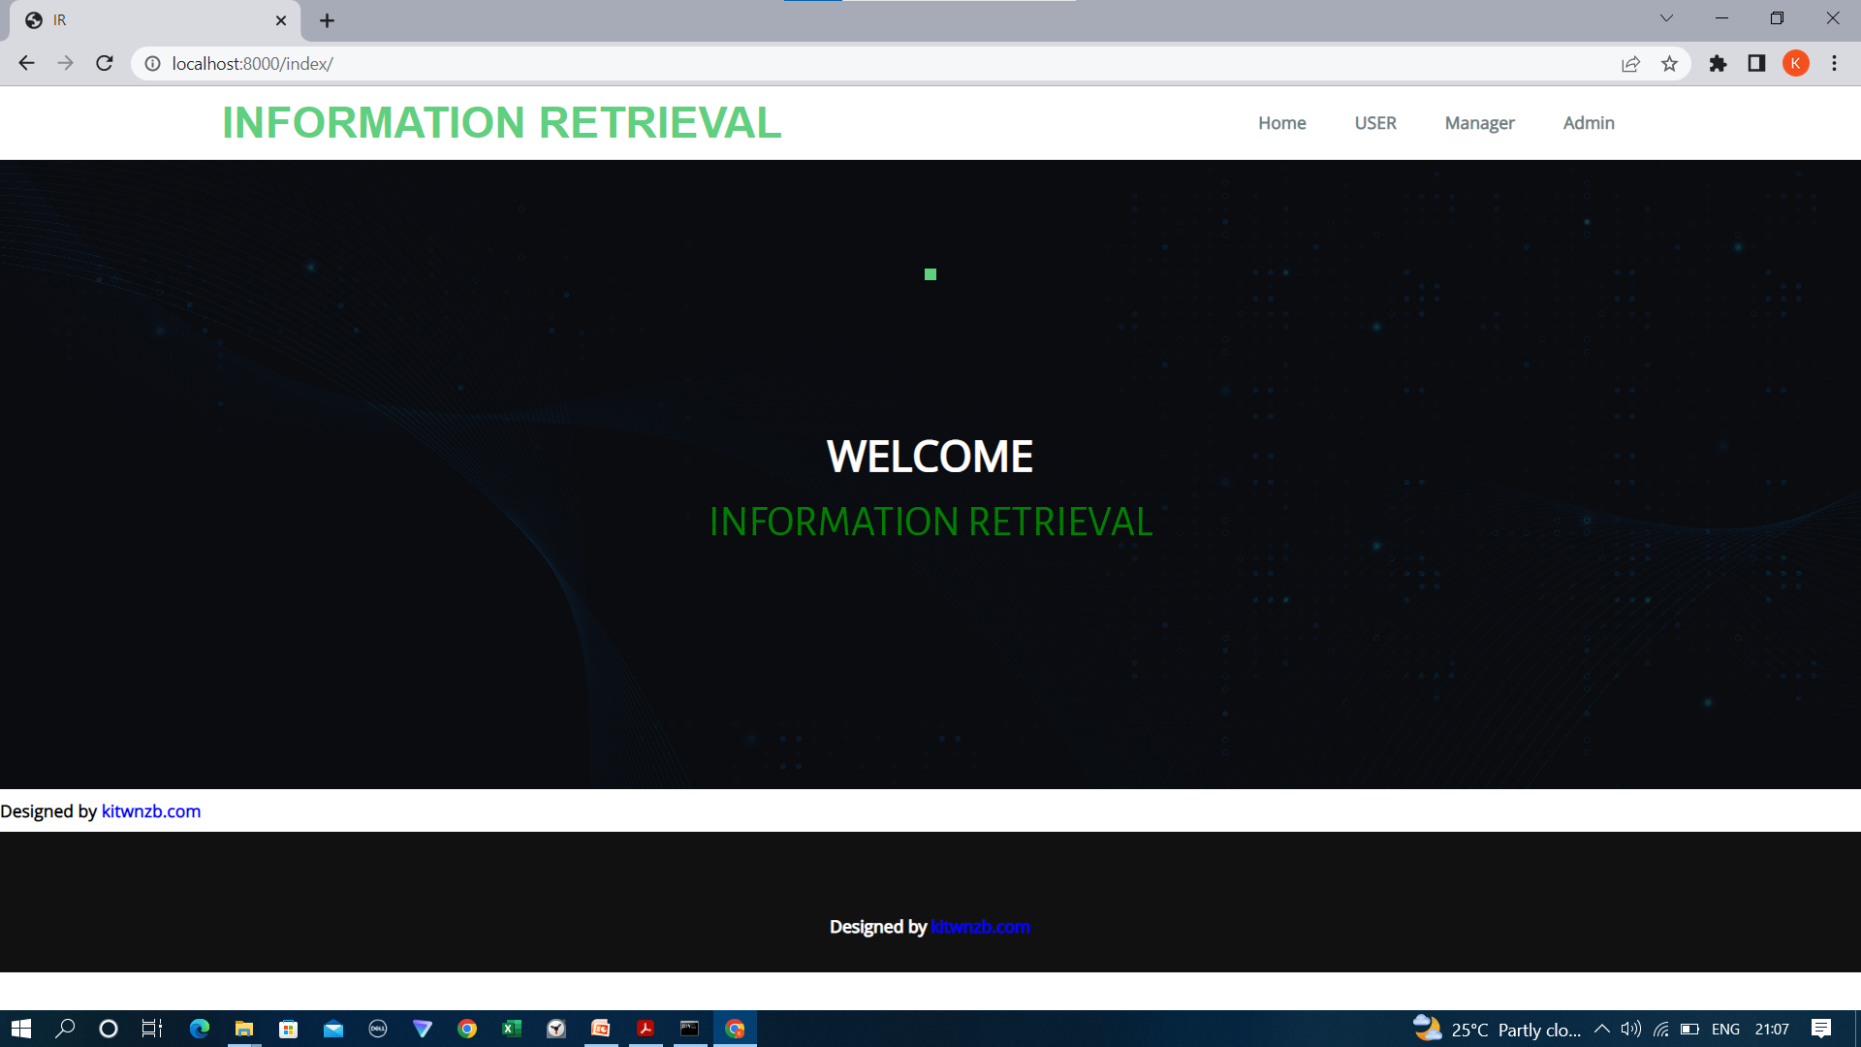 IR
localhost:8000/index/
K
INFORMATION RETRIEVAL
Home USER Manager Admin
WELCOME
INFORMATION RETRIEVAL
Designed by kitwnzb.com
Designed by kitwnzb.com
DELL
25°C Partly clo... ENG 21:07